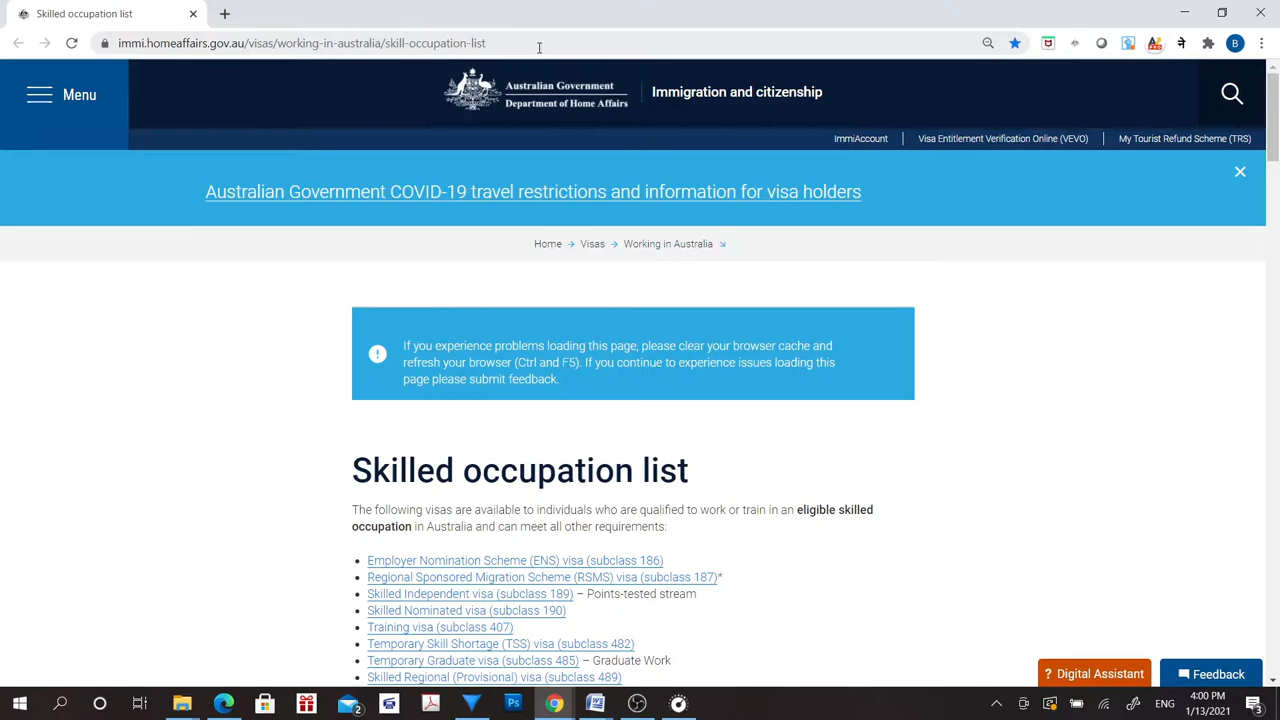 Skilled occupation list
immi.homeaffairs.gov.au/visas/working-in-australia/skill-occupation-list
B
Menu
Australian Government
Department of Home Affairs
Immigration and citizenship
ImmiAccount
Visa Entitlement Verification Online (VEVO)
My Tourist Refund Scheme (TRS)
Australian Government COVID-19 travel restrictions and information for visa holders
Home
Visas
Working in Australia
If you experience problems loading this page, please clear your browser cache and
refresh your browser (Ctrl and F5). If you continue to experience issues loading this
page please submit feedback.
Skilled occupation list
The following visas are available to individuals who are qualified to work or train in an eligible skilled
occupation in Australia and can meet all other requirements:
Employer Nomination Scheme (ENS) visa (subclass 186)
Regional Sponsored Migration Scheme (RSMS) visa (subclass 187)*
Skilled Independent visa (subclass 189) – Points-tested stream
Skilled Nominated visa (subclass 190)
Training visa (subclass 407)
Temporary Skill Shortage (TSS) visa (subclass 482)
Temporary Graduate visa (subclass 485) – Graduate Work
Skilled Regional (Provisional) visa (subclass 489)
? Digital Assistant
Feedback
2
Ps
ENG
4:00 PM
1/13/2021
3